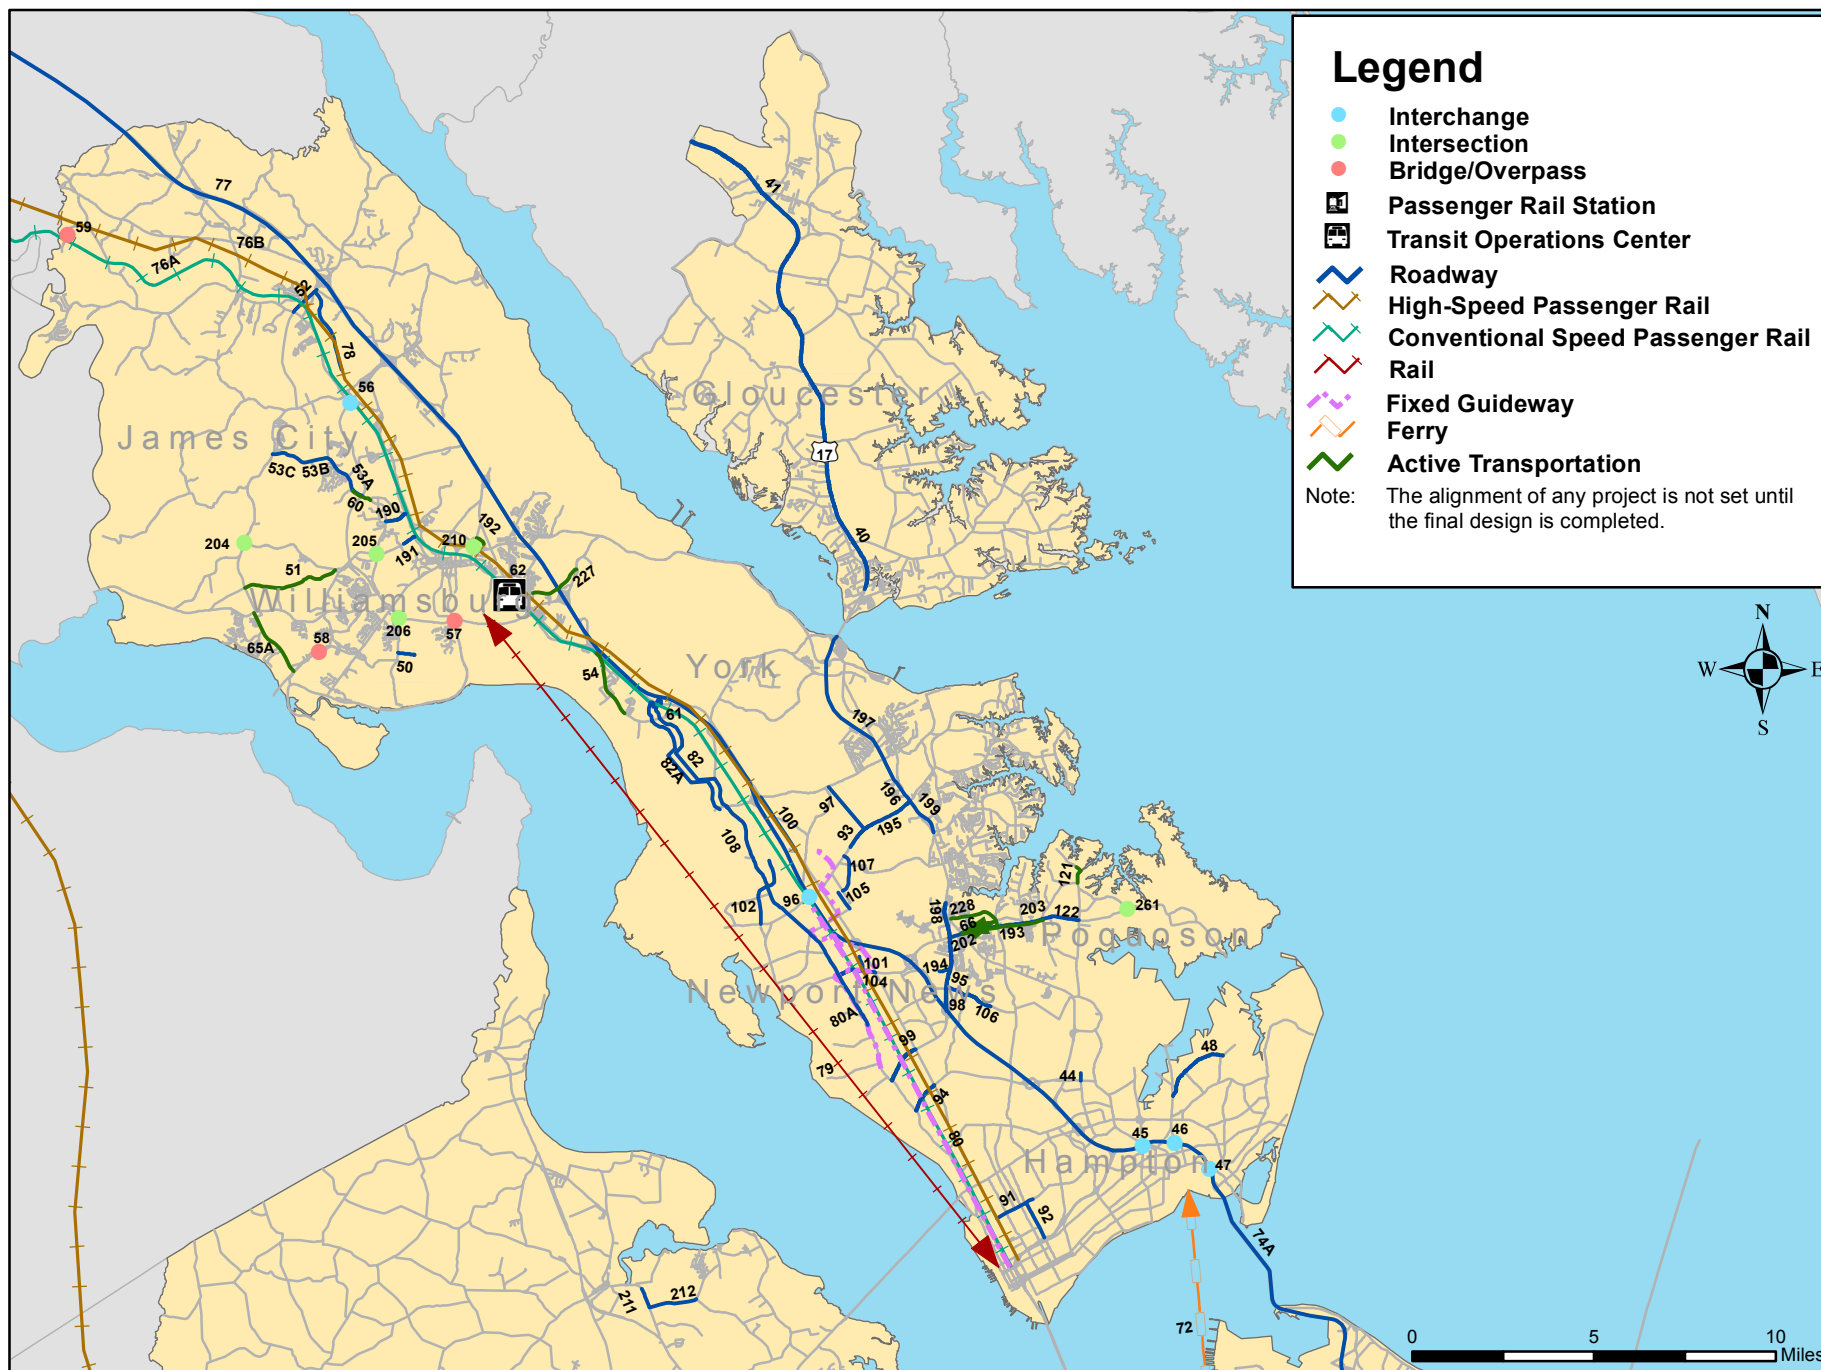 Legend
Interchange
Intersection
Bridge/Overpass
Passenger Rail Station
Transit Operations Center
Roadway
High-Speed Passenger Rail
Conventional Speed Passenger Rail
Rail
Fixed Guideway
Ferry
Active Transportation
Note: The alignment of any project is not set until
the final design is completed.
N
W E
S
77
41
59
76B
76A
52
78
56
Gloucester
James City
17
53C 53B 53A
60
190
192
40
204
205
210
191
62
227
51
Williamsburg
206
57
58
65A
50
54
York
61
197
82
82A
97
196
199
100
93
195
108
107
121
105
102
96
198
228
66
203
122
261
202
193
Poquoson
101
194
104
95
Newport News
98
106
80A
99
48
79
44
94
80
45
46
Hampton
47
91
92
74A
211
212
72
0 5 10
Miles